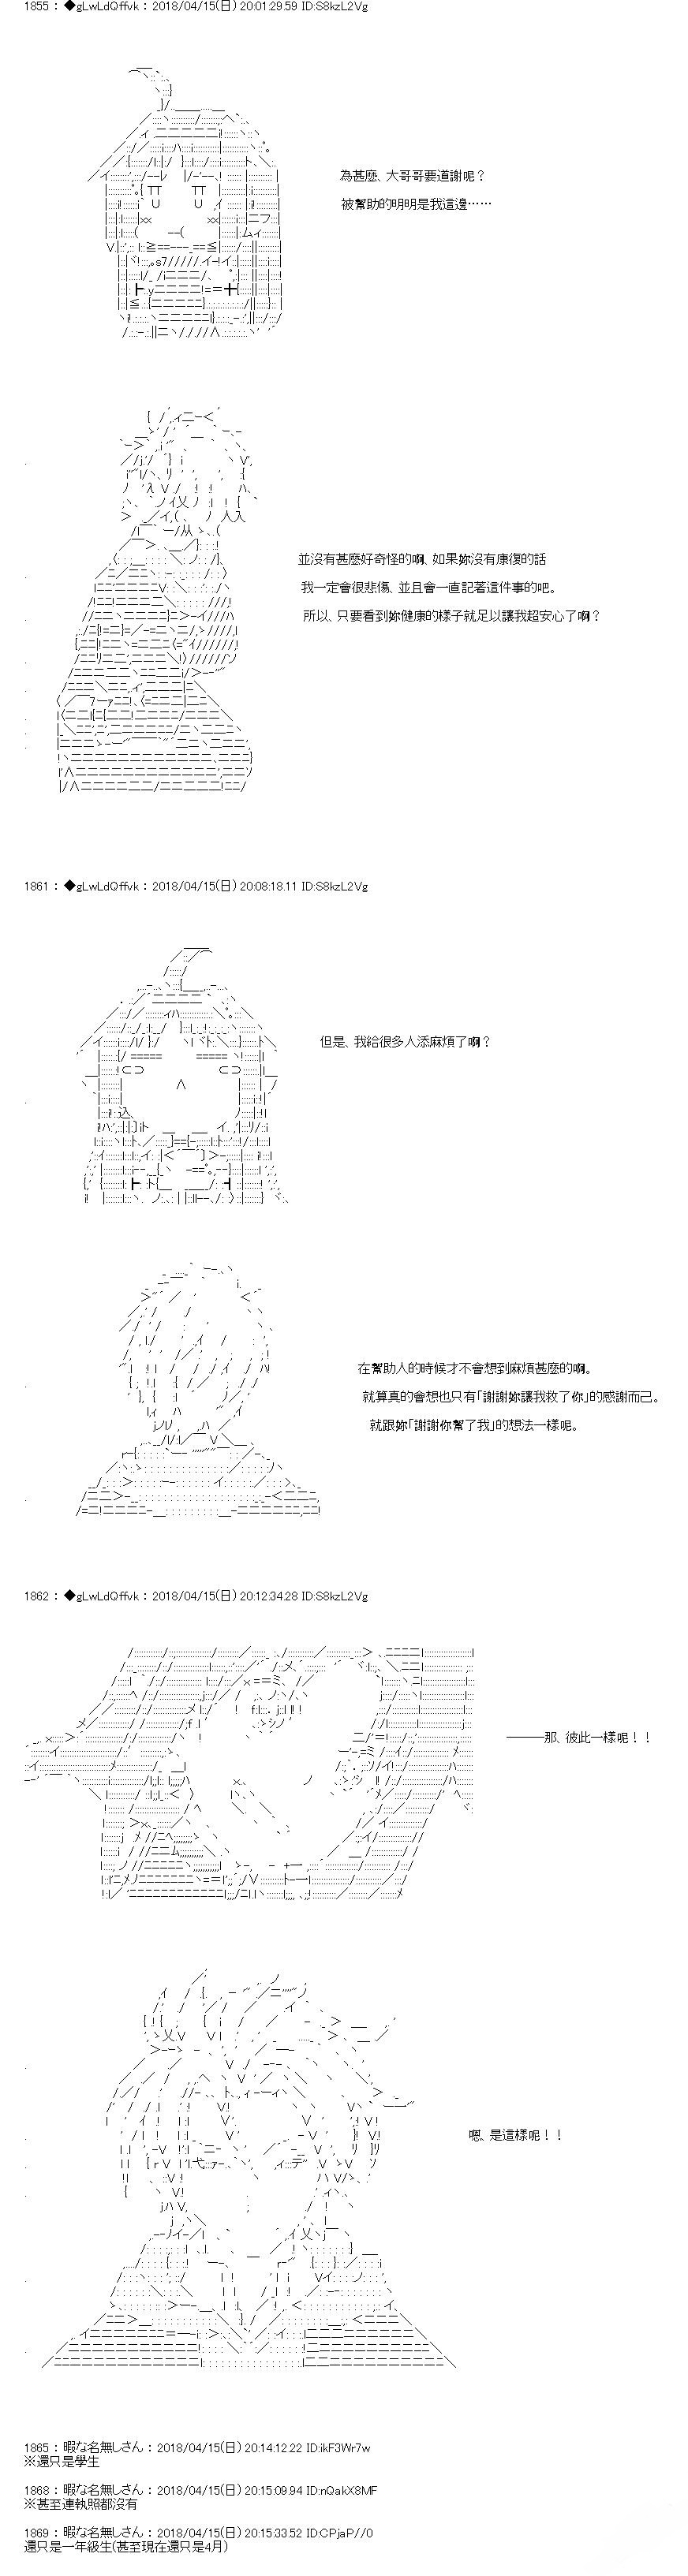 1855 : ◆gLwLdQffvk : 2018/04/15(日) 20:01:29.59 ID:S8kzL2Vg
為甚麼、大哥哥要道謝呢？
被幫助的明明是我這邊……
並沒有甚麼好奇怪的啊、如果妳沒有康復的話
我一定會很悲傷、並且會一直記著這件事的吧。
所以、只要看到妳健康的樣子就足以讓我超安心了啊？
1861 : ◆gLwLdQffvk : 2018/04/15(日) 20:08:18.11 ID:S8kzL2Vg
但是、我給很多人添麻煩了啊？
在幫助人的時候才不會想到麻煩甚麼的啊。
就算真的會想也只有「謝謝妳讓我救了你」的感謝而已。
就跟妳「謝謝你幫了我」的想法一樣呢。
1862 : ◆gLwLdQffvk : 2018/04/15(日) 20:12:34.28 ID:S8kzL2Vg
―――那、彼此一樣呢！！
嗯、是這樣呢！！
1865 : 暇な名無しさん : 2018/04/15(日) 20:14:12.22 ID:ikF3Wr7w
※還只是學生
1868 : 暇な名無しさん : 2018/04/15(日) 20:15:09.94 ID:nQakX8MF
※甚至連執照都沒有
1869 : 暇な名無しさん : 2018/04/15(日) 20:15:33.52 ID:CPjaP//0
還只是一年級生(甚至現在還只是4月)